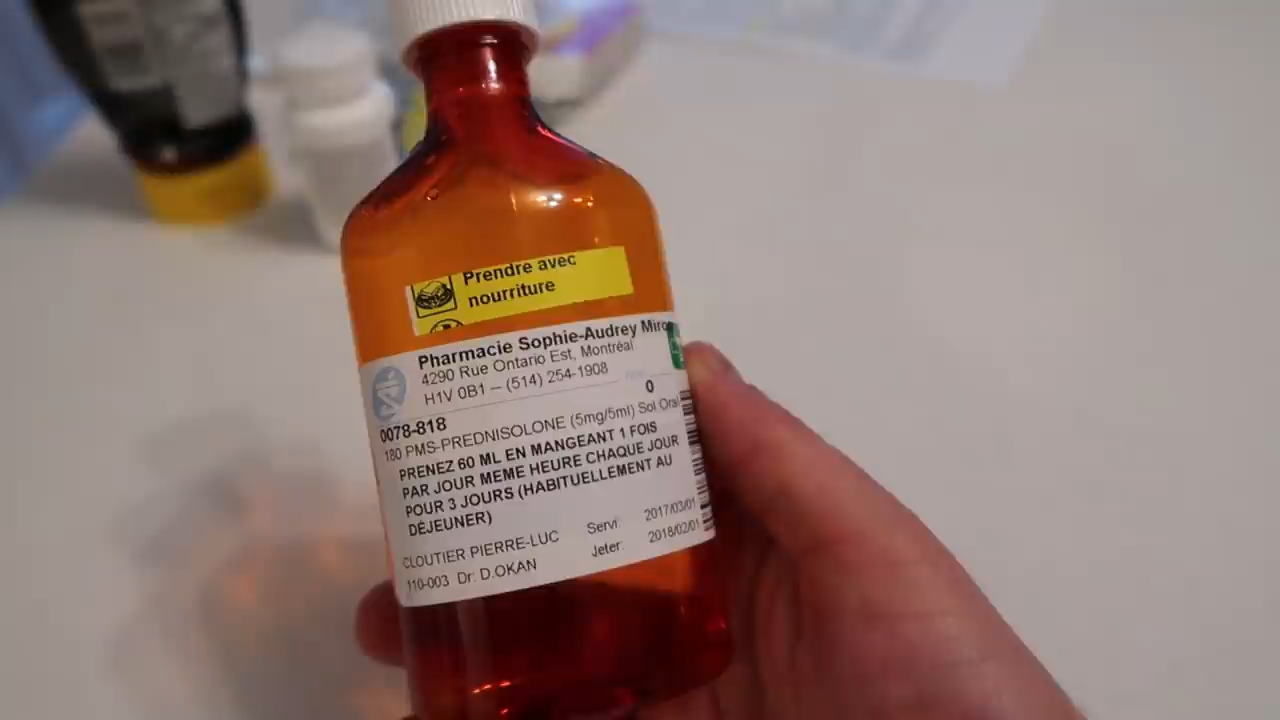 Prendre avec
nourriture
Pharmacie Sophie-Audrey Miro
4290 Rue Ontario Est, Montréal
H1V 0B1 – (514) 254-1908
0
0078-818
180 PMS-PREDNISOLONE (5mg/5ml) Sol Oral
PRENEZ 60 ML EN MANGEANT 1 FOIS
PAR JOUR MEME HEURE CHAQUE JOUR
POUR 3 JOURS (HABITUELLEMENT AU
DÉJEUNER)
CLOUTIER PIERRE-LUC Servi: 2017/03/01
110-003 Dr: D.OKAN Jeter: 2018/02/01